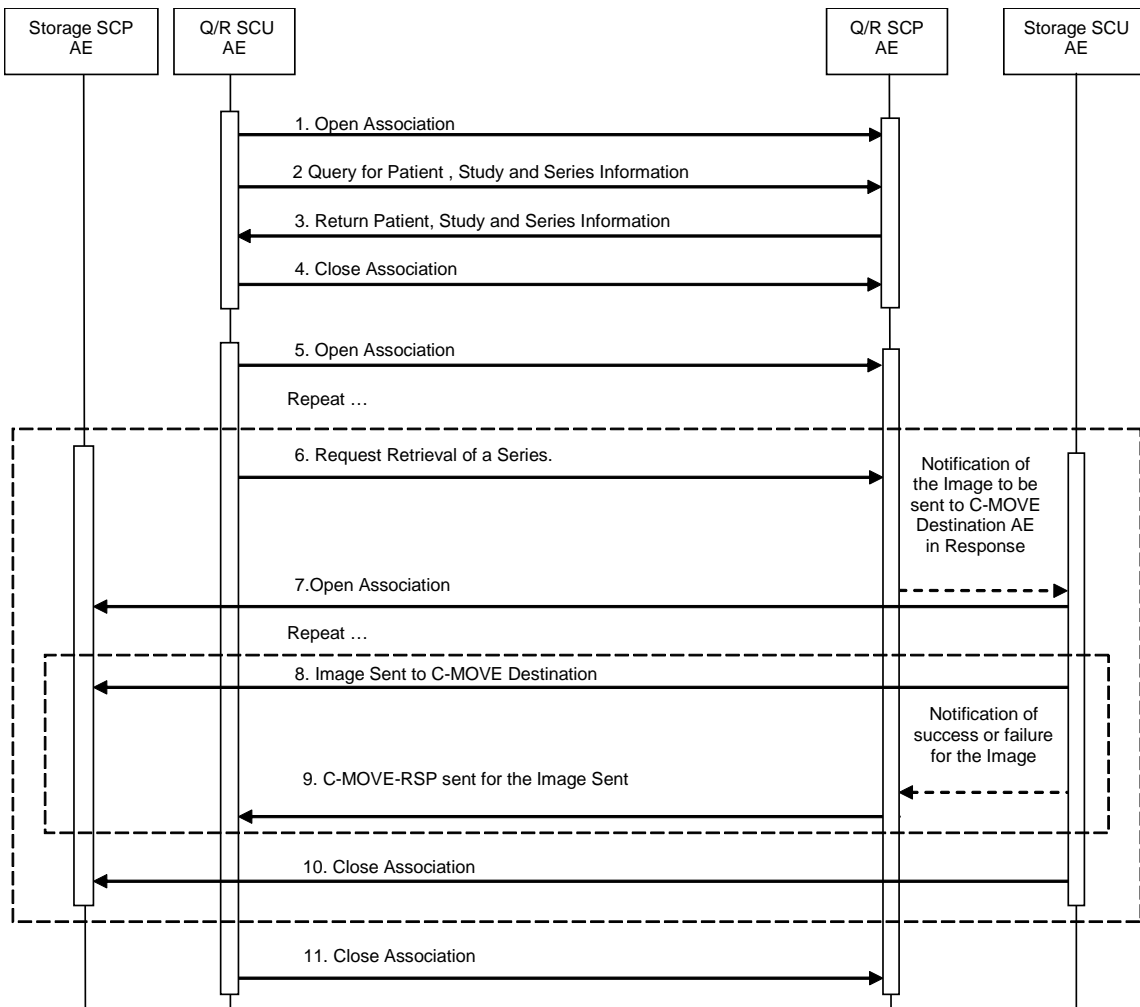 Storage SCP
AE
Q/R SCU
AE
Q/R SCP
AE
Storage SCU
AE
1. Open Association
2 Query for Patient , Study and Series Information
3. Return Patient, Study and Series Information
4. Close Association
5. Open Association
Repeat …
6. Request Retrieval of a Series.
Notification of
the Image to be
sent to C-MOVE
Destination AE
in Response
7.Open Association
Repeat …
8. Image Sent to C-MOVE Destination
Notification of
success or failure
for the Image
9. C-MOVE-RSP sent for the Image Sent
10. Close Association
11. Close Association